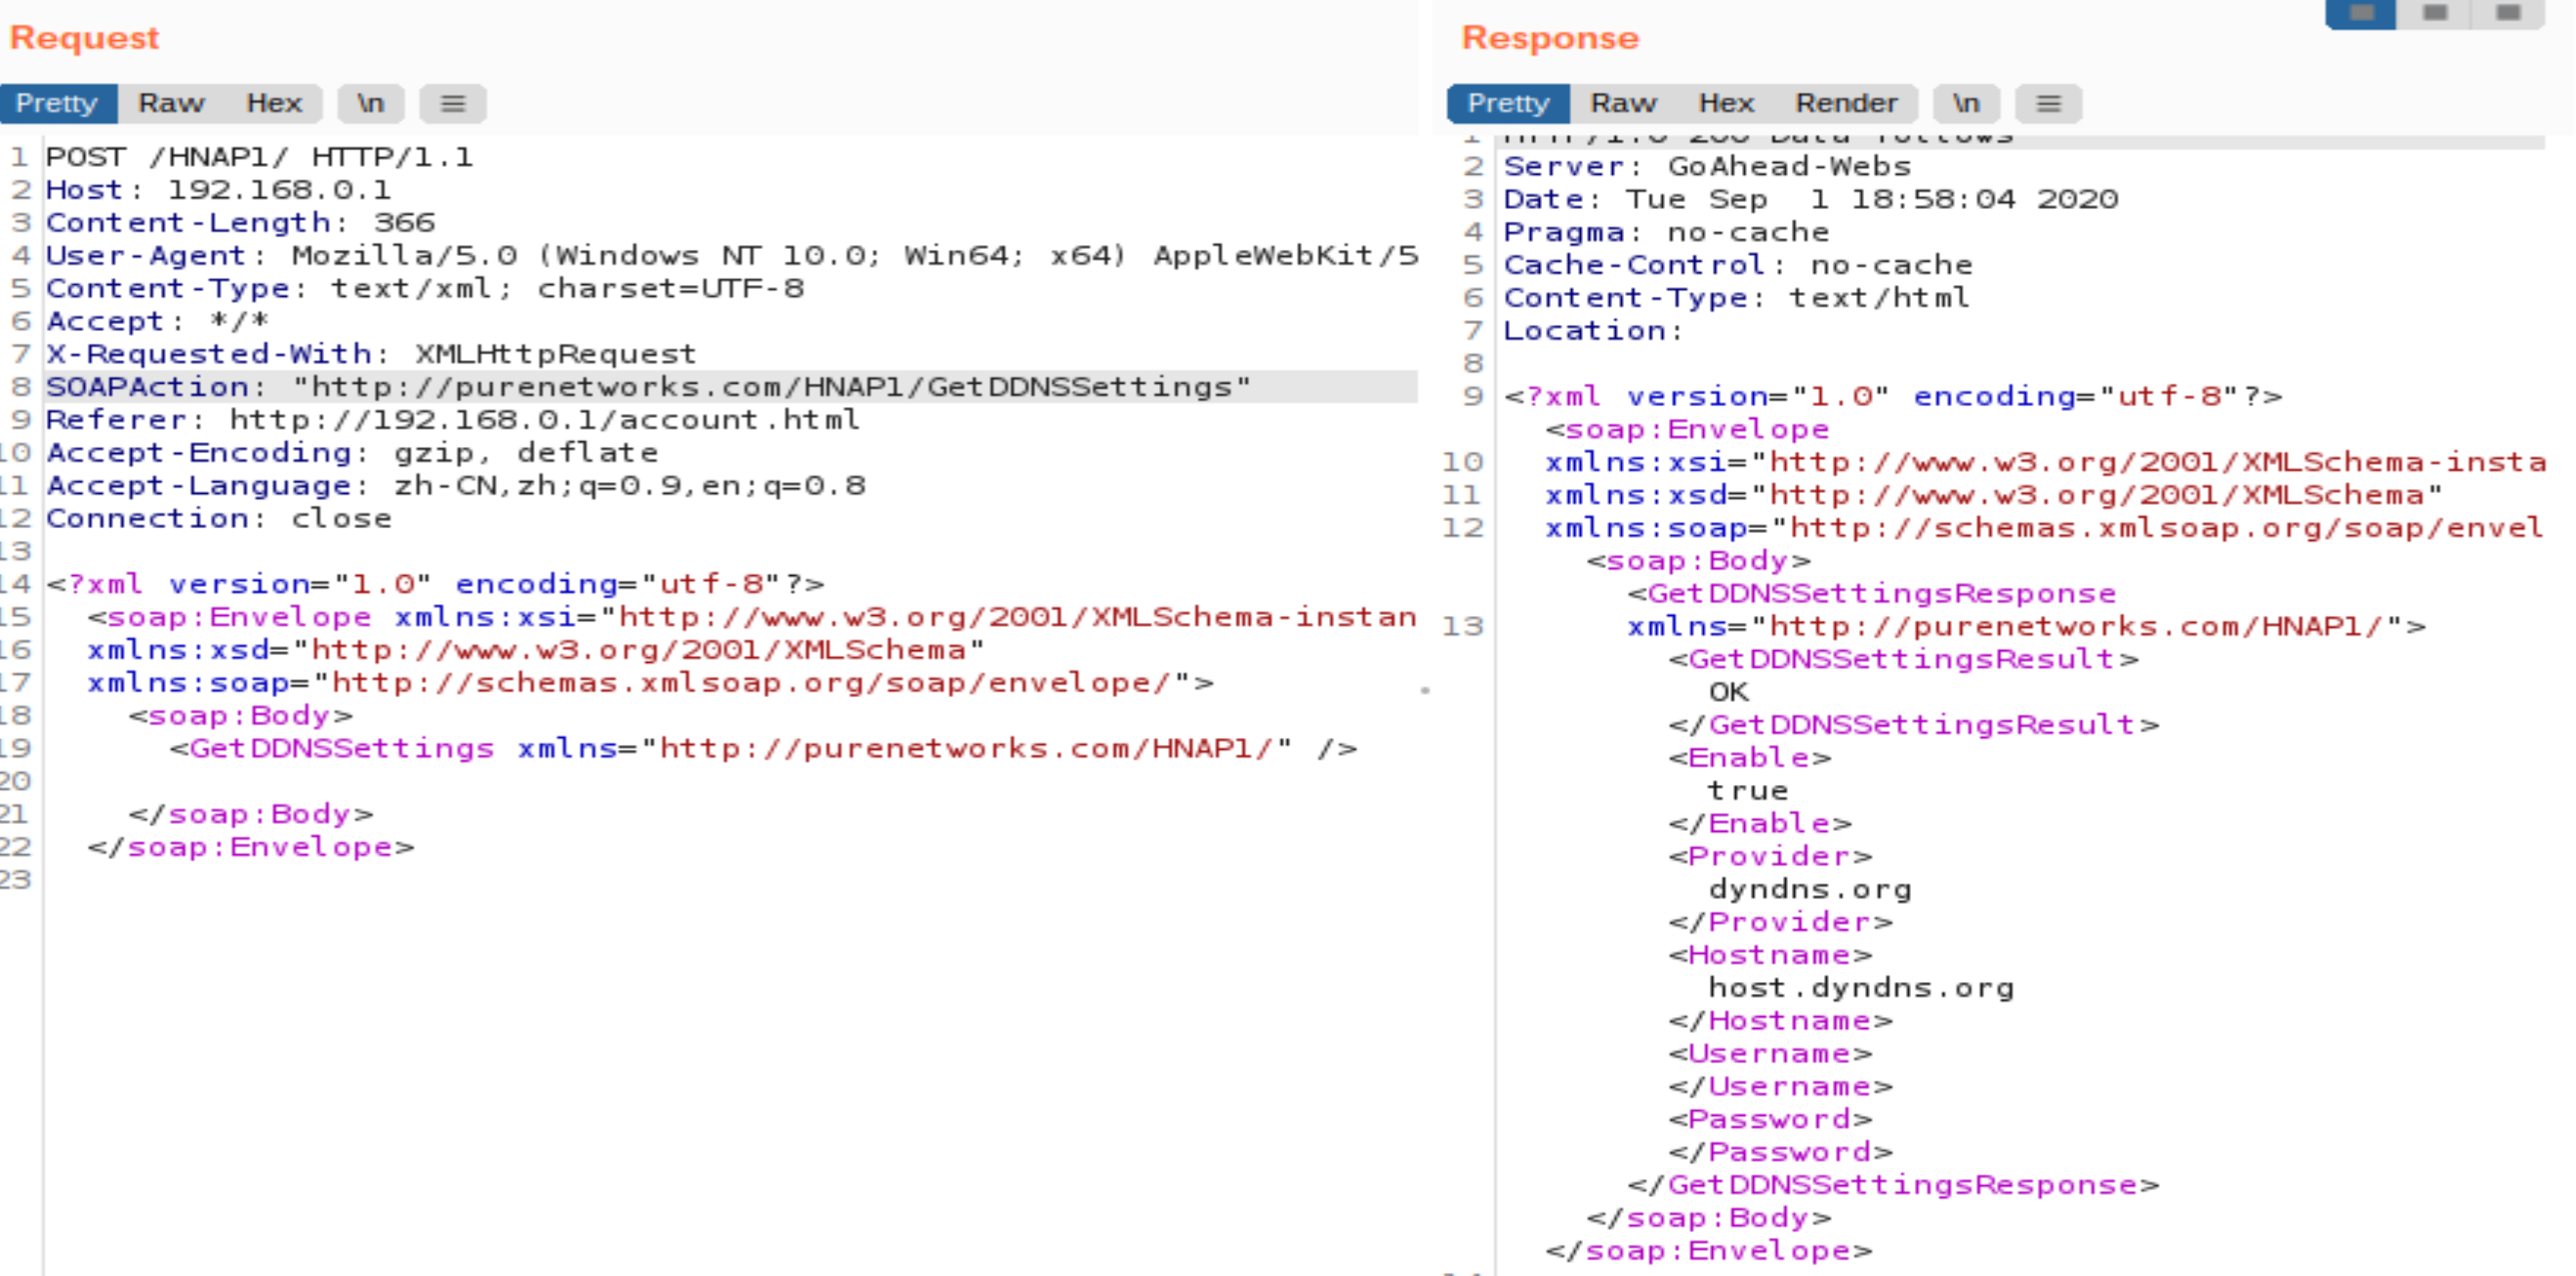 Request
Pretty Raw Hex \n ≡
1 POST /HNAP1/ HTTP/1.1
2 Host: 192.168.0.1
3 Content-Length: 366
4 User-Agent: Mozilla/5.0 (Windows NT 10.0; Win64; x64) AppleWebKit/5
5 Content-Type: text/xml; charset=UTF-8
6 Accept: */*
7 X-Requested-With: XMLHttpRequest
8 SOAPAction: "http://purenetworks.com/HNAP1/GetDDNSSettings"
9 Referer: http://192.168.0.1/account.html
10 Accept-Encoding: gzip, deflate
11 Accept-Language: zh-CN,zh;q=0.9,en;q=0.8
12 Connection: close
13
14 <?xml version="1.0" encoding="utf-8"?>
15 <soap:Envelope xmlns:xsi="http://www.w3.org/2001/XMLSchema-instan
16 xmlns:xsd="http://www.w3.org/2001/XMLSchema"
17 xmlns:soap="http://schemas.xmlsoap.org/soap/envelope/">
18 <soap:Body>
19 <GetDDNSSettings xmlns="http://purenetworks.com/HNAP1/" />
20
21 </soap:Body>
22 </soap:Envelope>
23
Response
Pretty Raw Hex Render \n ≡
1 HTTP/1.0 200 Data follows
2 Server: GoAhead-Webs
3 Date: Tue Sep  1 18:58:04 2020
4 Pragma: no-cache
5 Cache-Control: no-cache
6 Content-Type: text/html
7 Location:
8
9 <?xml version="1.0" encoding="utf-8"?>
<soap:Envelope
10 xmlns:xsi="http://www.w3.org/2001/XMLSchema-insta
11 xmlns:xsd="http://www.w3.org/2001/XMLSchema"
12 xmlns:soap="http://schemas.xmlsoap.org/soap/envel
<soap:Body>
<GetDDNSSettingsResponse
13 xmlns="http://purenetworks.com/HNAP1/">
<GetDDNSSettingsResult>
OK
</GetDDNSSettingsResult>
<Enable>
true
</Enable>
<Provider>
dyndns.org
</Provider>
<Hostname>
host.dyndns.org
</Hostname>
<Username>
</Username>
<Password>
</Password>
</GetDDNSSettingsResponse>
</soap:Body>
</soap:Envelope>